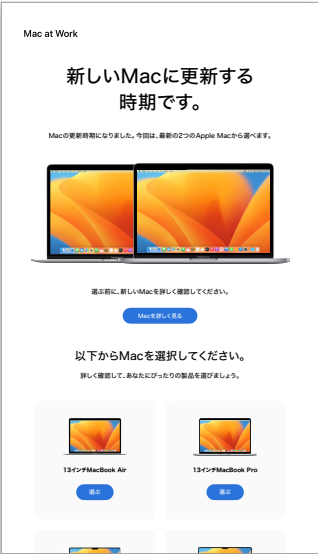 Mac at Work
新しいMacに更新する
時期です。
Macの更新時期になりました。今回は、最新の2つのApple Macから選べます。
選ぶ前に、新しいMacを詳しく確認してください。
Macを詳しく見る
以下からMacを選択してください。
詳しく確認して、あなたにぴったりの製品を選びましょう。
13インチMacBook Air
13インチMacBook Pro
選ぶ
選ぶ